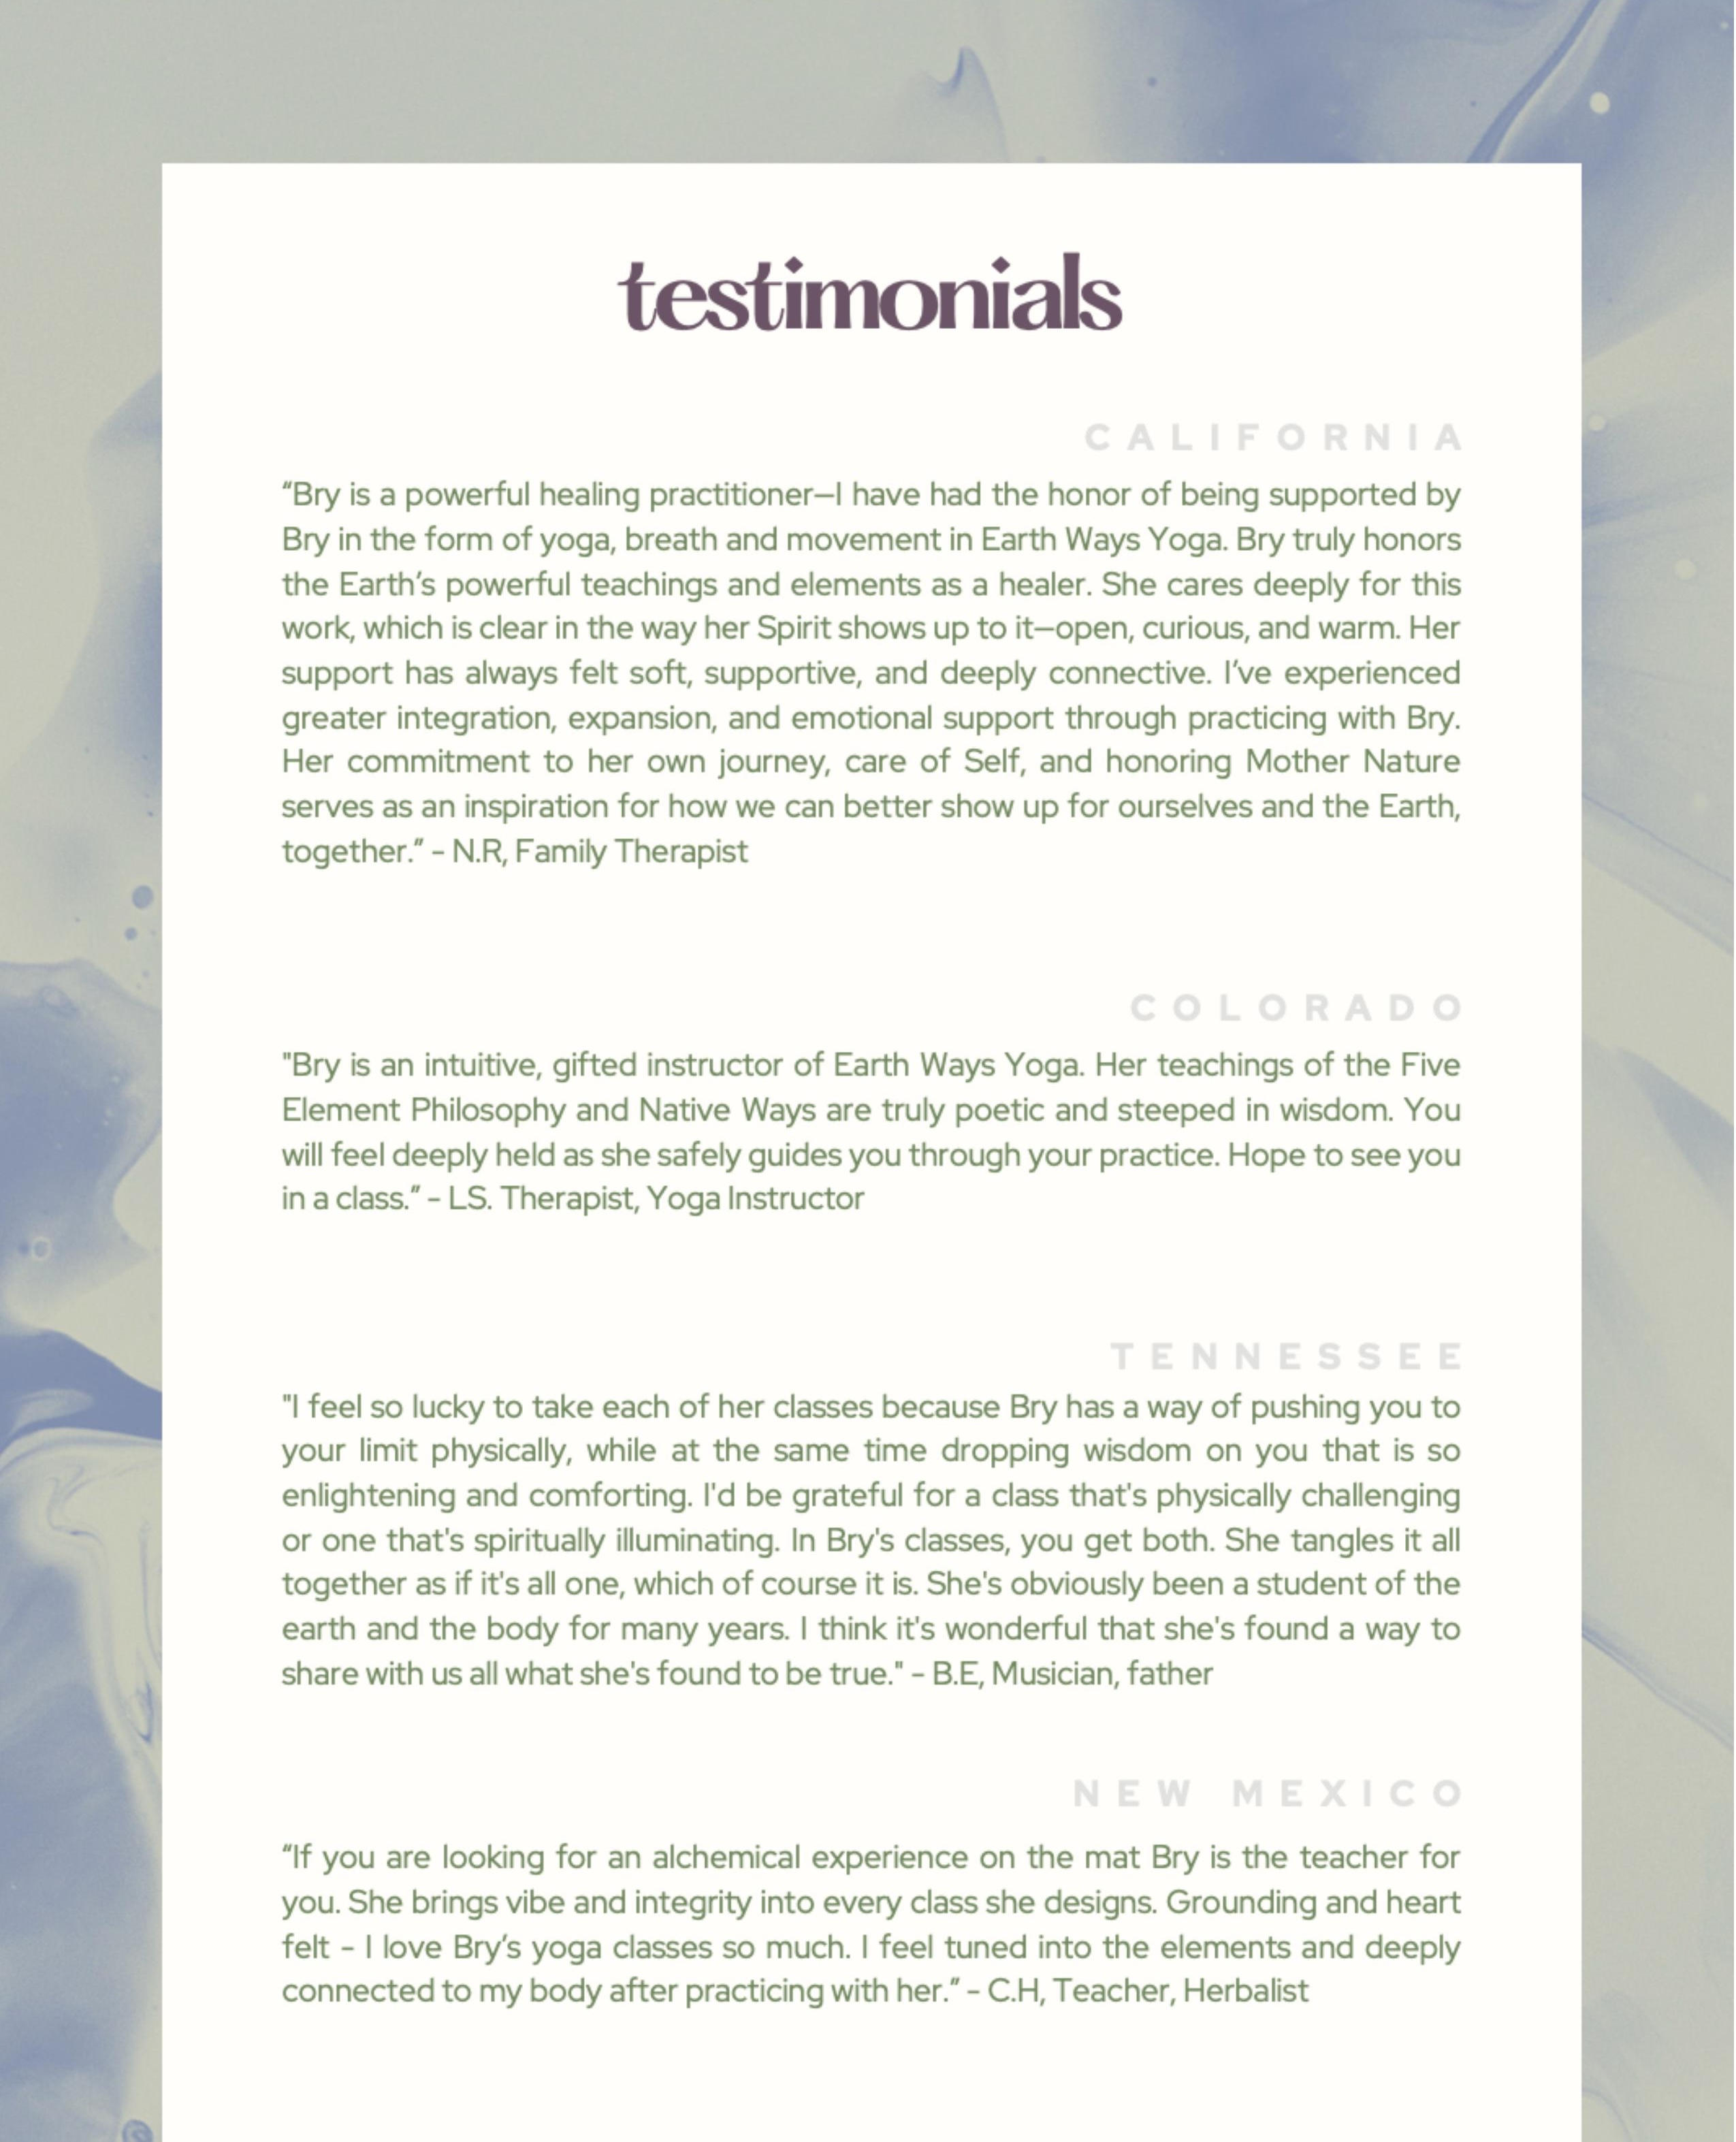 testimonials
CALIFORNIA
“Bry is a powerful healing practitioner—I have had the honor of being supported by
Bry in the form of yoga, breath and movement in Earth Ways Yoga. Bry truly honors
the Earth’s powerful teachings and elements as a healer. She cares deeply for this
work, which is clear in the way her Spirit shows up to it—open, curious, and warm. Her
support has always felt soft, supportive, and deeply connective. I’ve experienced
greater integration, expansion, and emotional support through practicing with Bry.
Her commitment to her own journey, care of Self, and honoring Mother Nature
serves as an inspiration for how we can better show up for ourselves and the Earth,
together.” - N.R, Family Therapist
COLORADO
"Bry is an intuitive, gifted instructor of Earth Ways Yoga. Her teachings of the Five
Element Philosophy and Native Ways are truly poetic and steeped in wisdom. You
will feel deeply held as she safely guides you through your practice. Hope to see you
in a class.” - LS. Therapist, Yoga Instructor
TENNESSEE
"I feel so lucky to take each of her classes because Bry has a way of pushing you to
your limit physically, while at the same time dropping wisdom on you that is so
enlightening and comforting. I'd be grateful for a class that's physically challenging
or one that's spiritually illuminating. In Bry's classes, you get both. She tangles it all
together as if it's all one, which of course it is. She's obviously been a student of the
earth and the body for many years. I think it's wonderful that she's found a way to
share with us all what she's found to be true." - B.E, Musician, father
NEW MEXICO
“If you are looking for an alchemical experience on the mat Bry is the teacher for
you. She brings vibe and integrity into every class she designs. Grounding and heart
felt - I love Bry’s yoga classes so much. I feel tuned into the elements and deeply
connected to my body after practicing with her.” - C.H, Teacher, Herbalist